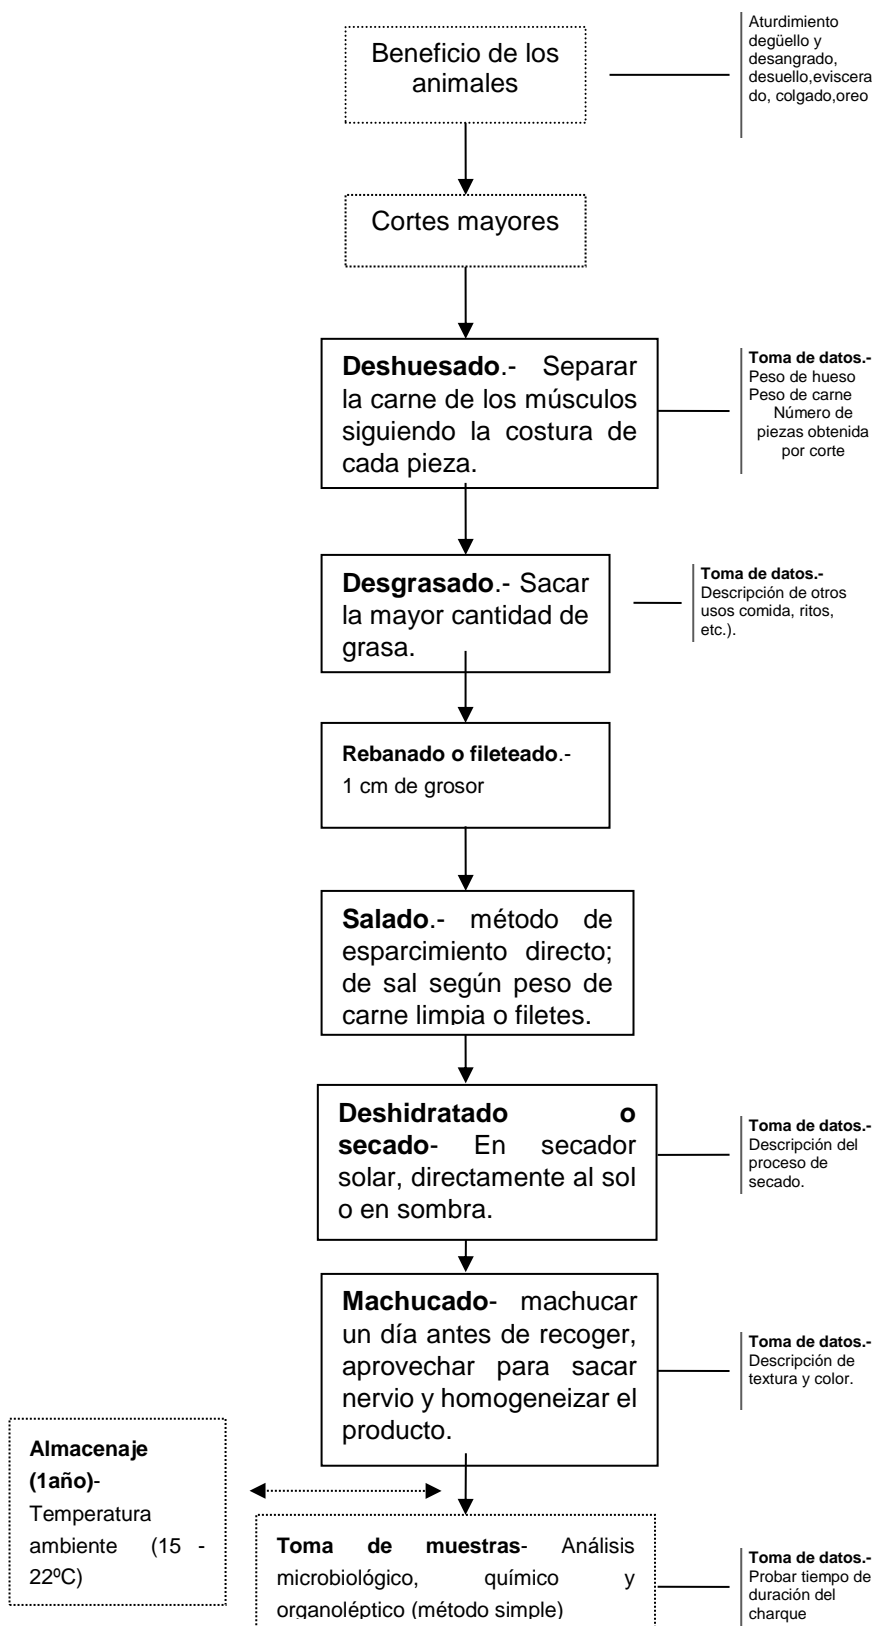 Beneficio de los
animales
Aturdimiento
degüello y
desangrado,
desuello,eviscera
do, colgado,oreo
Cortes mayores
Deshuesado.- Separar
la carne de los músculos
siguiendo la costura de
cada pieza.
Toma de datos.-
Peso de hueso
Peso de carne
Número de
piezas obtenida
por corte
Desgrasado.- Sacar
la mayor cantidad de
grasa.
Toma de datos.-
Descripción de otros
usos comida, ritos,
etc.).
Rebanado o fileteado.-
1 cm de grosor
Salado.- método de
esparcimiento directo;
de sal según peso de
carne limpia o filetes.
Deshidratado o
secado- En secador
solar, directamente al sol
o en sombra.
Toma de datos.-
Descripción del
proceso de
secado.
Machucado- machucar
un día antes de recoger,
aprovechar para sacar
nervio y homogeneizar el
producto.
Toma de datos.-
Descripción de
textura y color.
Almacenaje
(1año)-
Temperatura
ambiente (15 -
22ºC)
Toma de muestras- Análisis
microbiológico, químico y
organoléptico (método simple)
Toma de datos.-
Probar tiempo de
duración del
charque